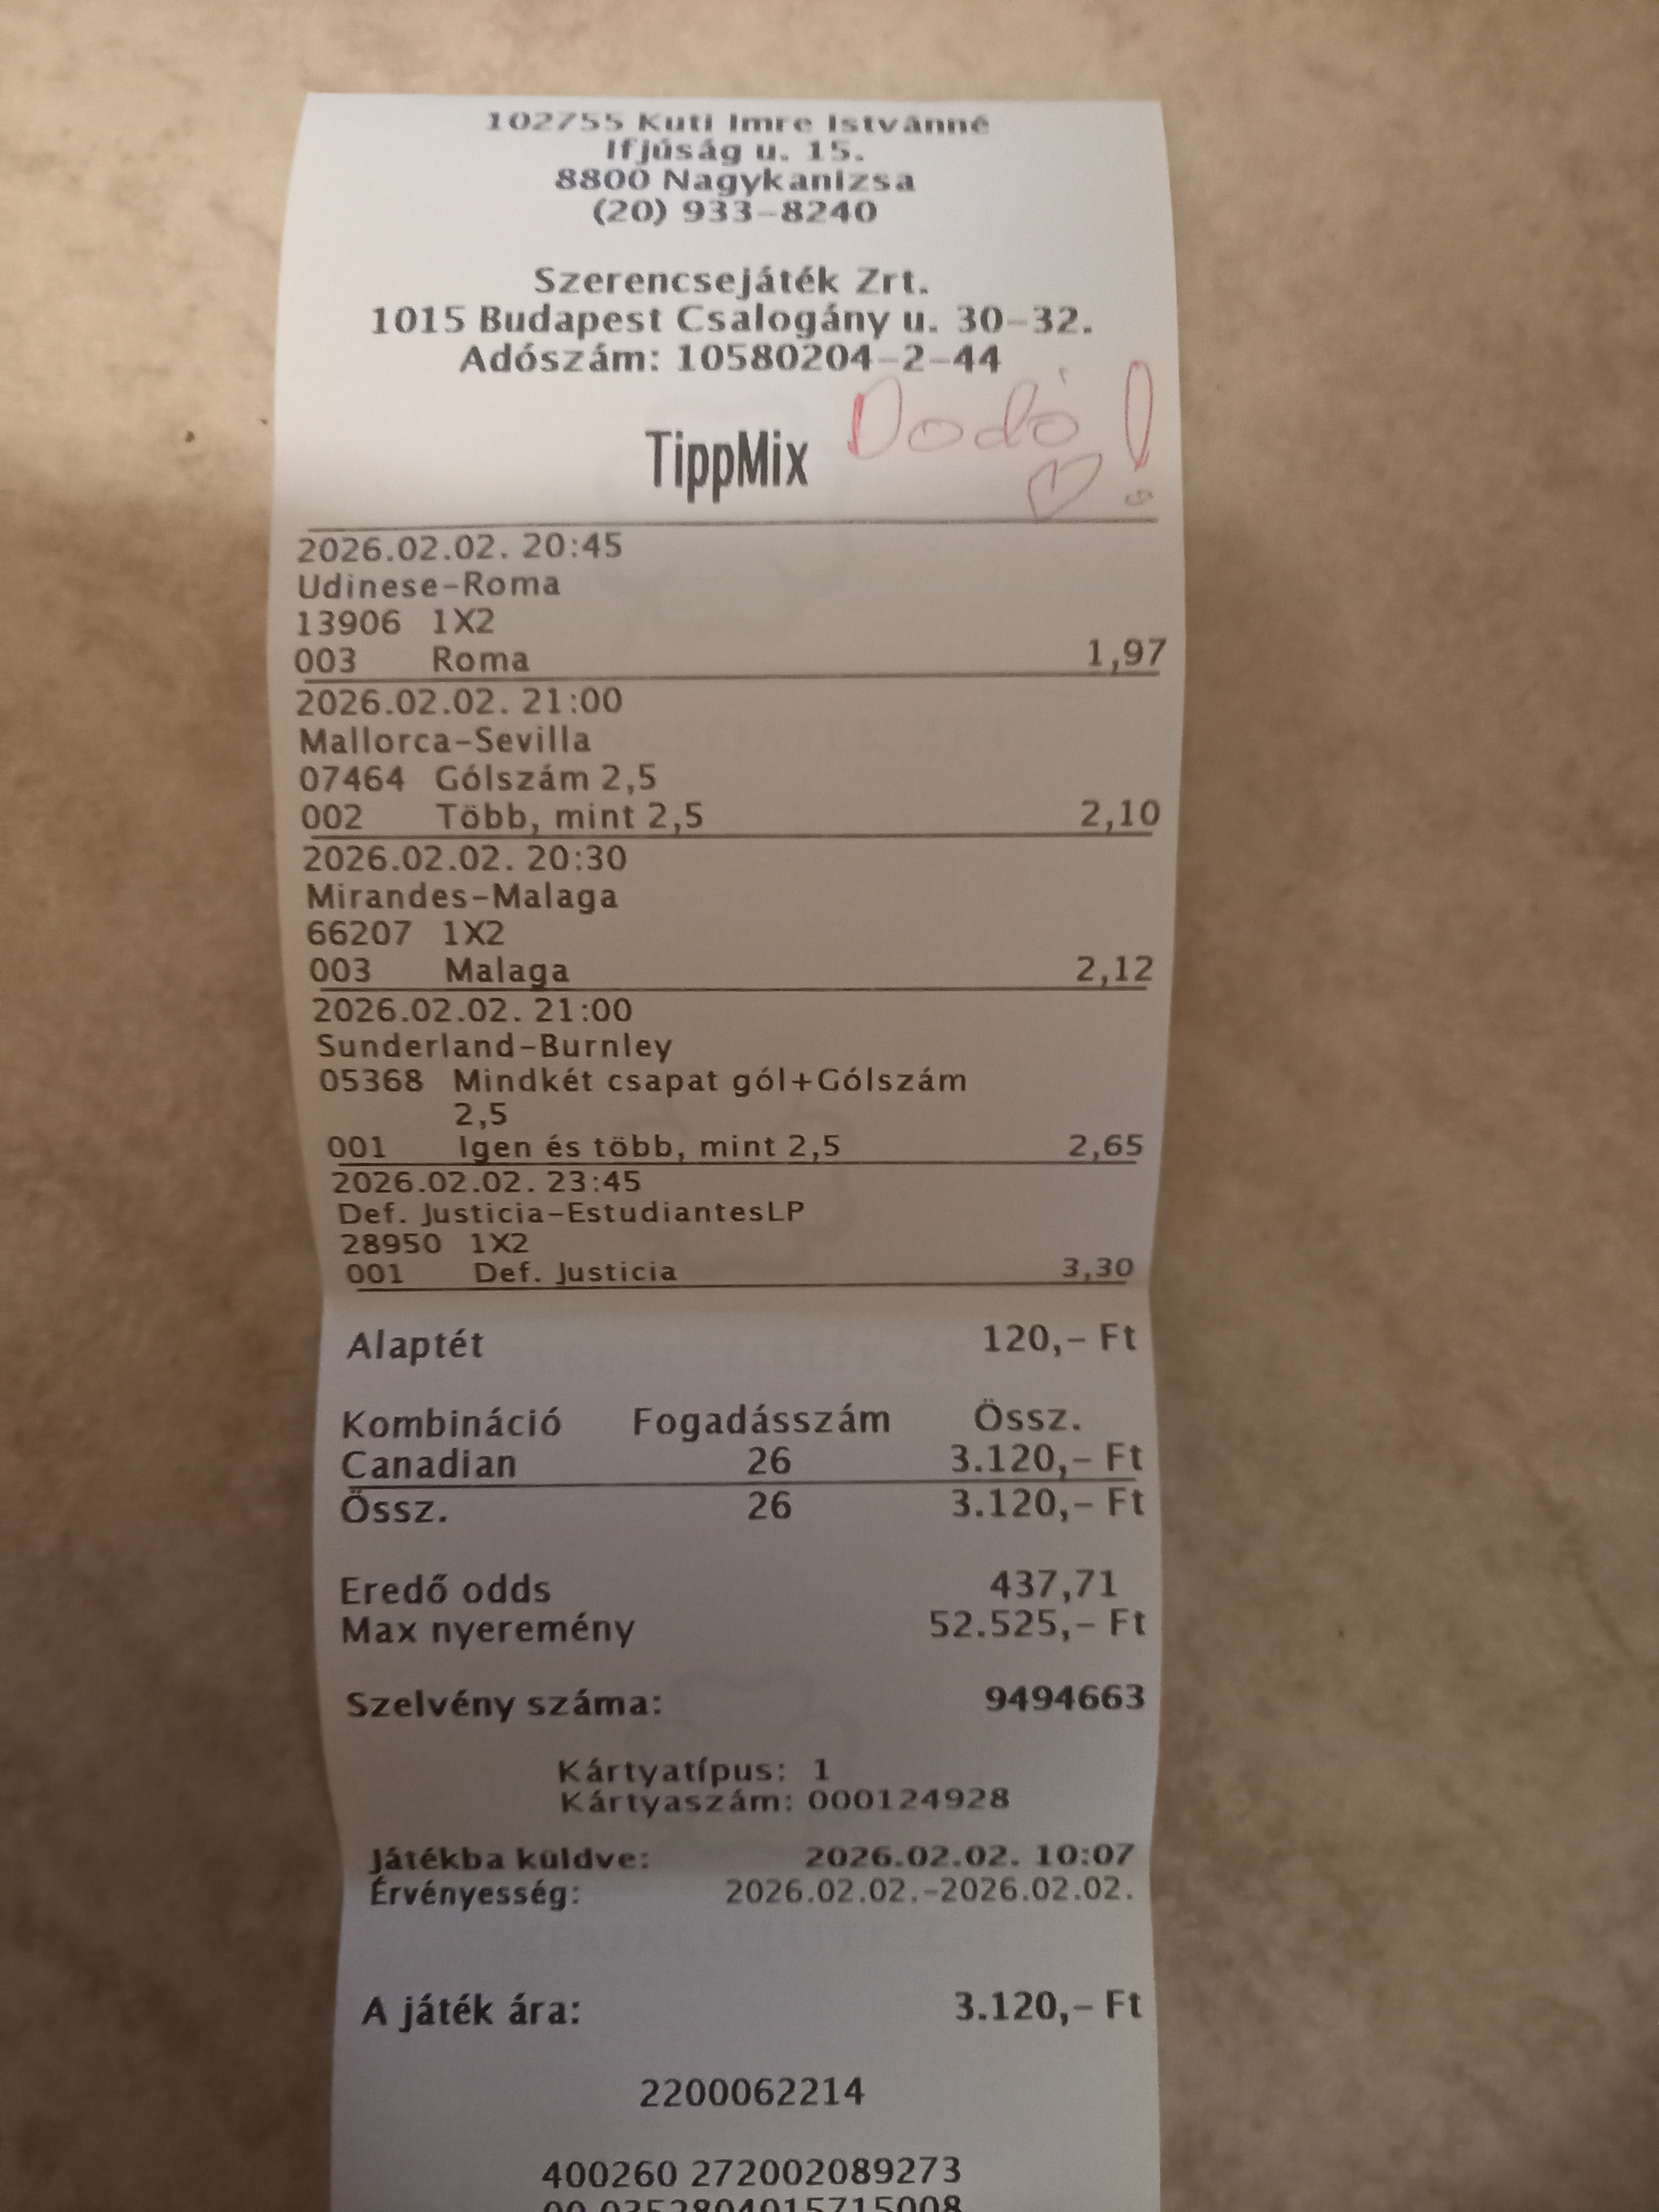 102755 Kuti Imre Istvánné
Ifjúság u. 15.
8800 Nagykanizsa
(20) 933-8240
Szerencsejáték Zrt.
1015 Budapest Csalogány u. 30-32.
Adószám: 10580204-2-44
Dodó!
TippMix
2026.02.02. 20:45
Udinese-Roma
13906 1X2
003 Roma 1,97
2026.02.02. 21:00
Mallorca-Sevilla
07464 Gólszám 2,5
002 Több, mint 2,5 2,10
2026.02.02. 20:30
Mirandes-Malaga
66207 1X2
003 Malaga 2,12
2026.02.02. 21:00
Sunderland-Burnley
05368 Mindkét csapat gól+Gólszám
2,5
001 Igen és több, mint 2,5 2,65
2026.02.02. 23:45
Def. Justicia-EstudiantesLP
28950 1X2
001 Def. Justicia 3,30
Alaptét 120,- Ft
Kombináció Fogadásszám Össz.
Canadian 26 3.120,- Ft
Össz. 26 3.120,- Ft
Eredő odds 437,71
Max nyeremény 52.525,- Ft
Szelvény száma: 9494663
Kártyatípus: 1
Kártyaszám: 000124928
Játékba küldve: 2026.02.02. 10:07
Érvényesség: 2026.02.02.-2026.02.02.
A játék ára: 3.120,- Ft
2200062214
400260 272002089273